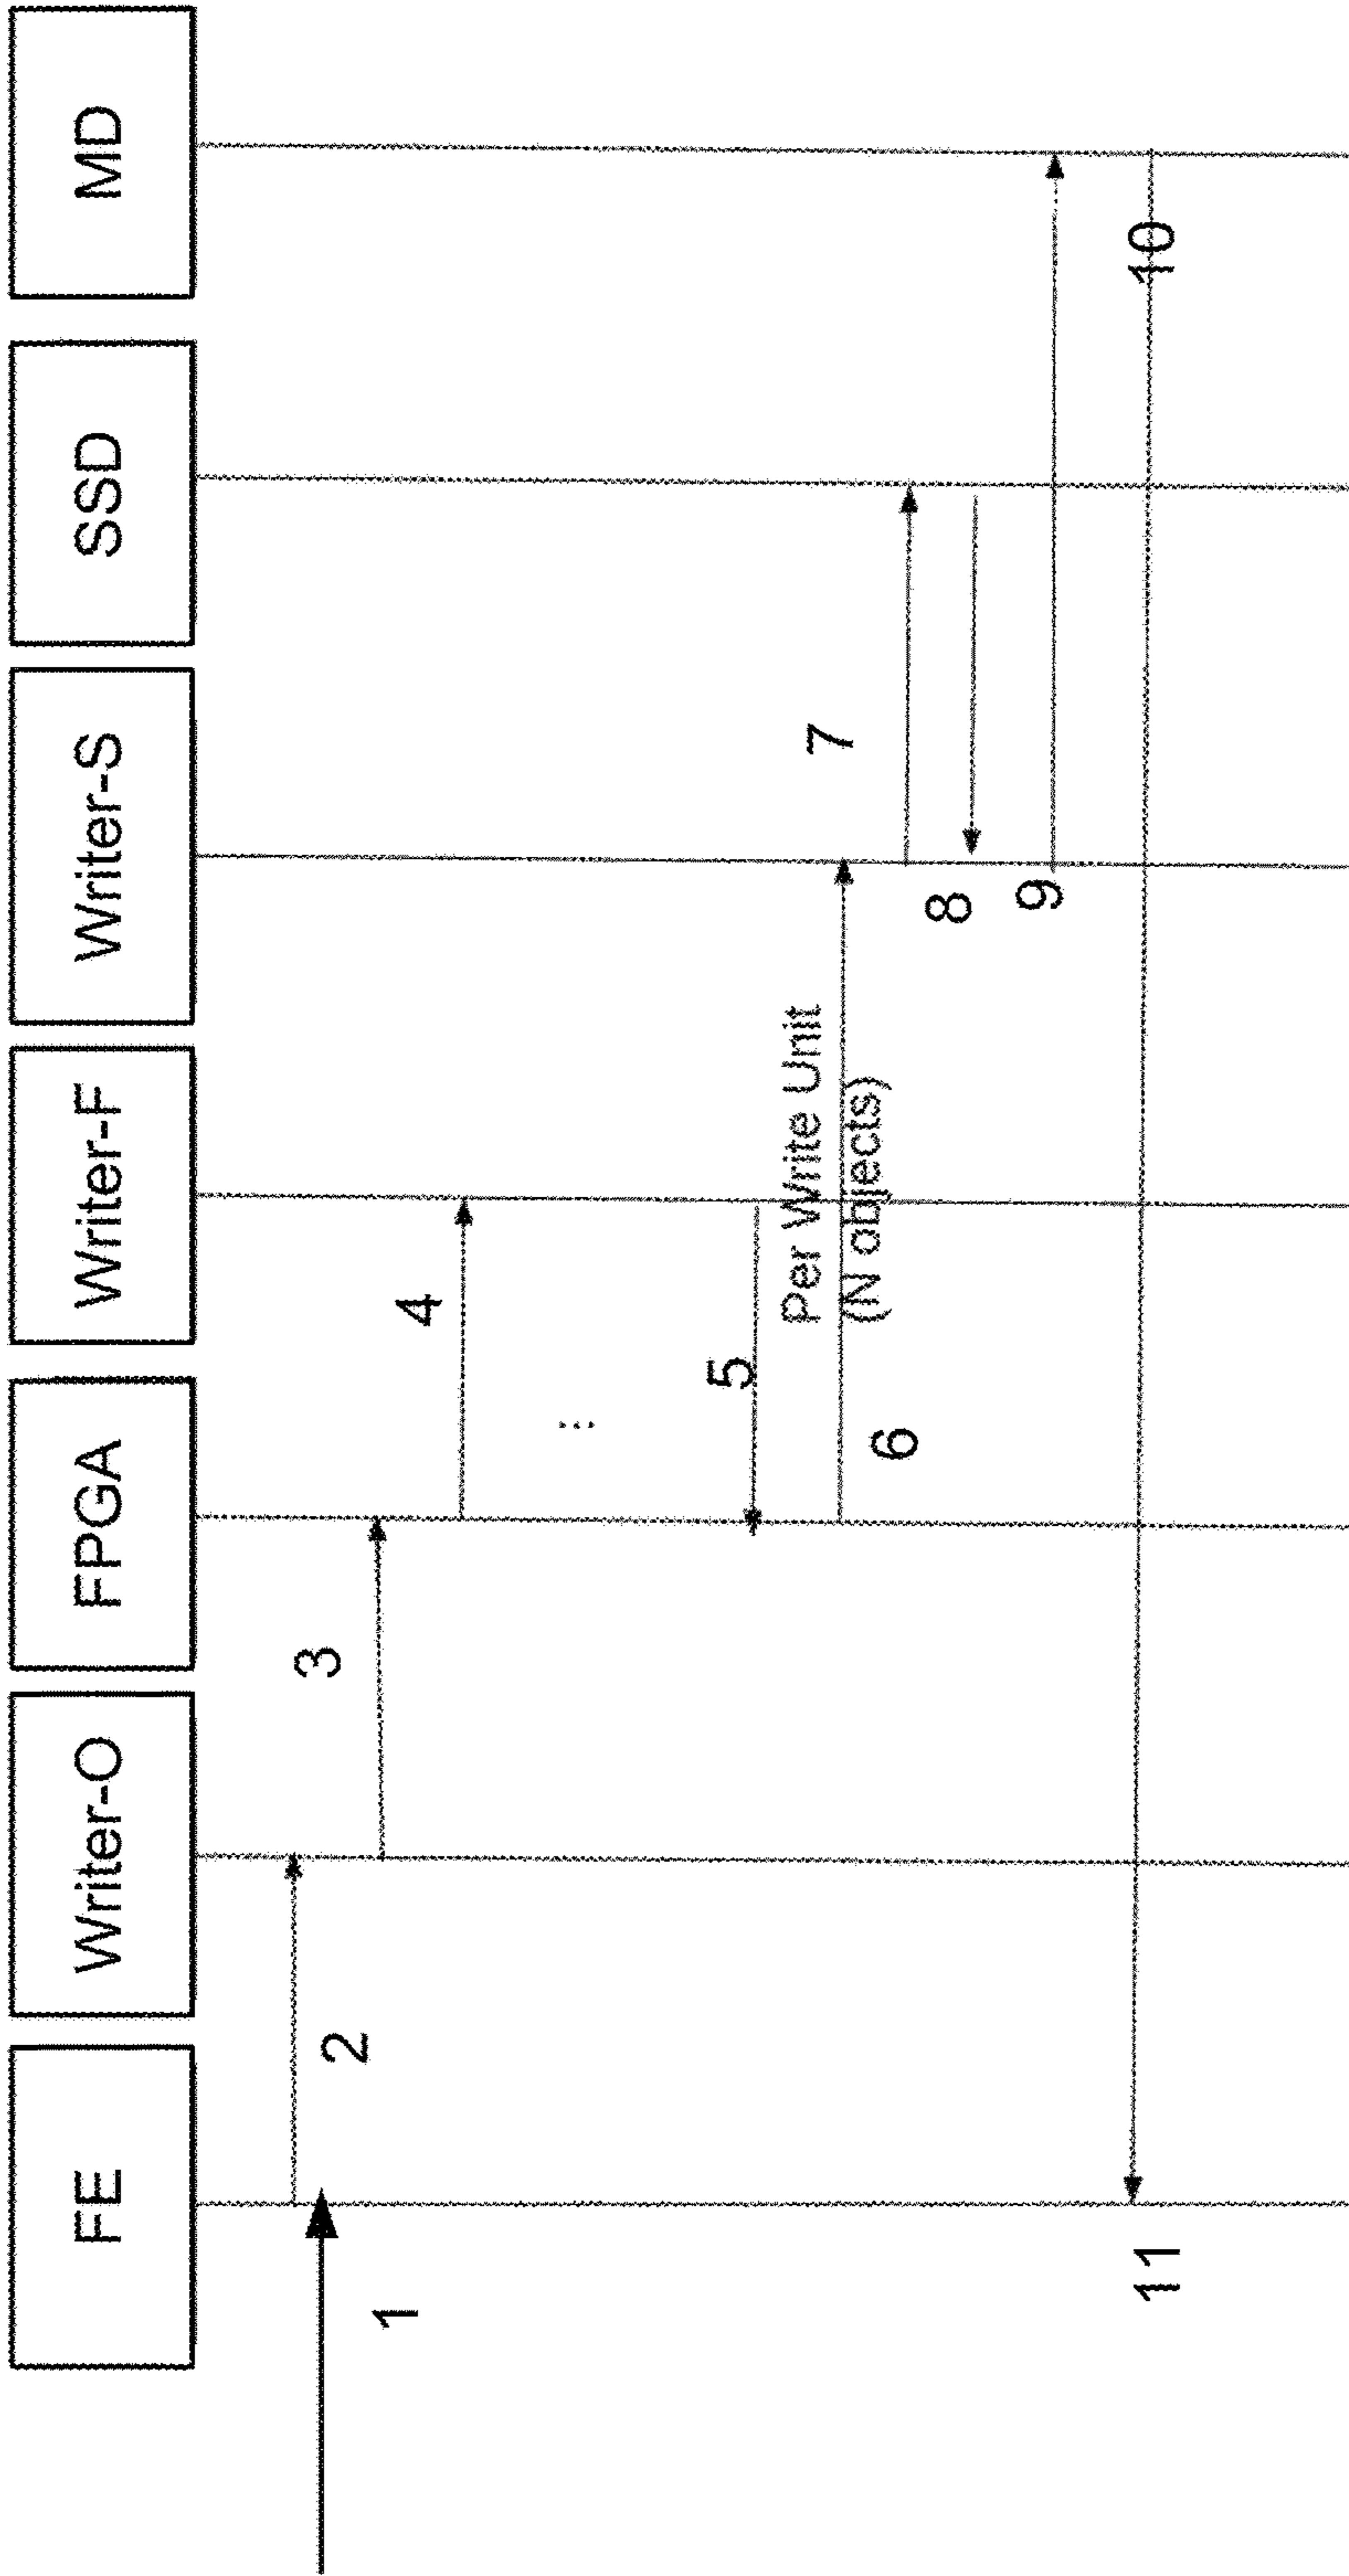 FE
Writer-O
FPGA
Writer-F
Writer-S
SSD
MD
1
2
3
4
...
5
Per Write Unit
(N objects)
6
7
8
9
10
11